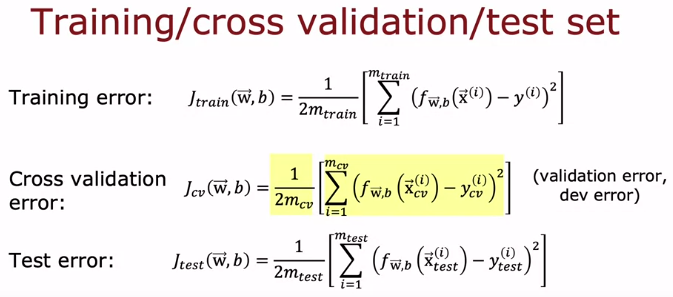 Training/cross validation/test set
Training error: $J_{train}(\vec{w}, b) = \frac{1}{2m_{train}} \left[ \sum_{i=1}^{m_{train}} \left( f_{\vec{w},b}(\vec{x}^{(i)}) - y^{(i)} \right)^2 \right]$
Cross validation error: $J_{cv}(\vec{w}, b) = \frac{1}{2m_{cv}} \left[ \sum_{i=1}^{m_{cv}} \left( f_{\vec{w},b}\left(\vec{x}_{cv}^{(i)}\right) - y_{cv}^{(i)} \right)^2 \right]$ (validation error, dev error)
Test error: $J_{test}(\vec{w}, b) = \frac{1}{2m_{test}} \left[ \sum_{i=1}^{m_{test}} \left( f_{\vec{w},b}\left(\vec{x}_{test}^{(i)}\right) - y_{test}^{(i)} \right)^2 \right]$